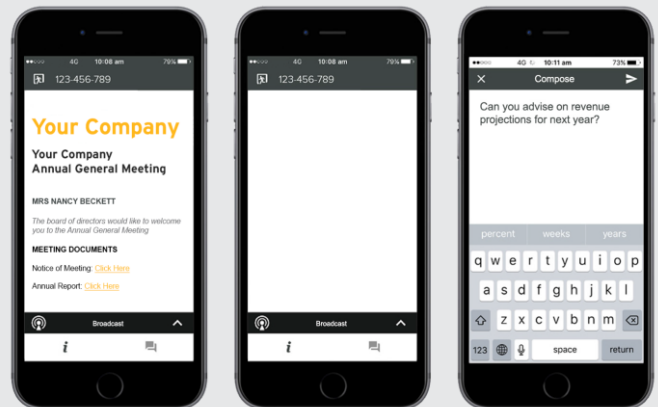 4G 10:08 am 79%
123-456-789
Your Company
Your Company
Annual General Meeting
MRS NANCY BECKETT
The board of directors would like to welcome
you to the Annual General Meeting
MEETING DOCUMENTS
Notice of Meeting: Click Here
Annual Report: Click Here
Broadcast
i
4G 10:08 am 79%
123-456-789
Broadcast
i
4G 10:11 am 73%
Compose
Can you advise on revenue
projections for next year?
percent weeks years
q w e r t y u i o p
a s d f g h j k l
z x c v b n m
123 space return